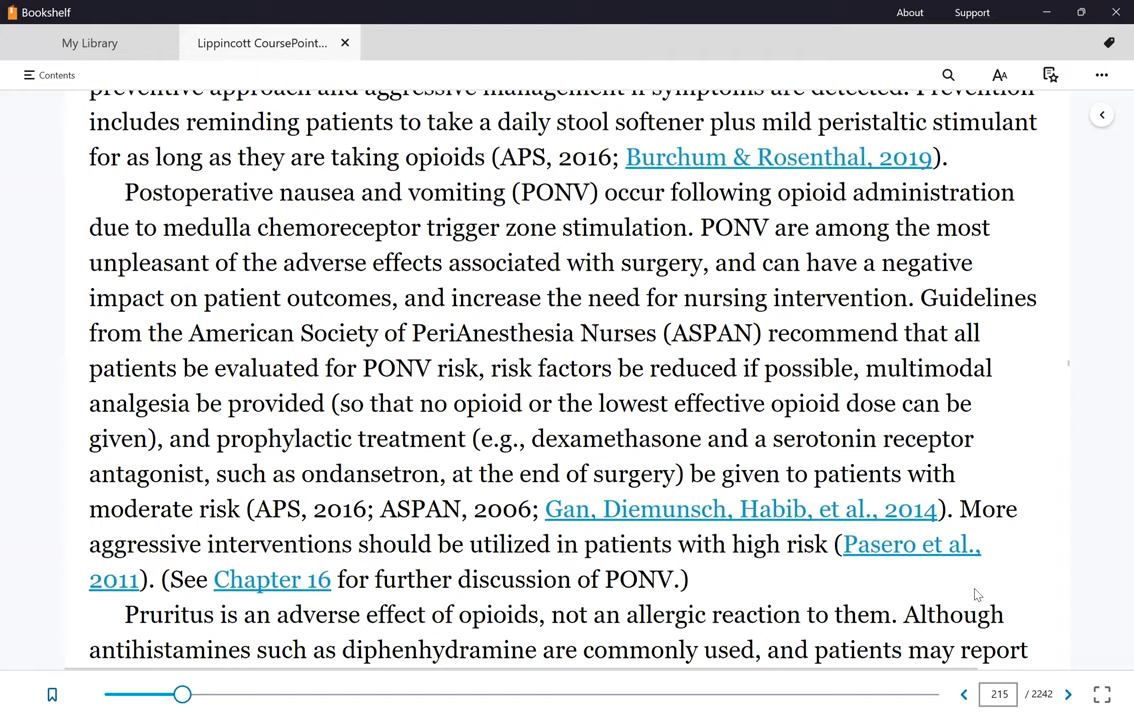 Bookshelf
About
Support
My Library
Lippincott CoursePoint...
Contents
preventive approach and aggressive management if symptoms are detected. Prevention
includes reminding patients to take a daily stool softener plus mild peristaltic stimulant
for as long as they are taking opioids (APS, 2016; Burchum & Rosenthal, 2019).
Postoperative nausea and vomiting (PONV) occur following opioid administration
due to medulla chemoreceptor trigger zone stimulation. PONV are among the most
unpleasant of the adverse effects associated with surgery, and can have a negative
impact on patient outcomes, and increase the need for nursing intervention. Guidelines
from the American Society of PeriAnesthesia Nurses (ASPAN) recommend that all
patients be evaluated for PONV risk, risk factors be reduced if possible, multimodal
analgesia be provided (so that no opioid or the lowest effective opioid dose can be
given), and prophylactic treatment (e.g., dexamethasone and a serotonin receptor
antagonist, such as ondansetron, at the end of surgery) be given to patients with
moderate risk (APS, 2016; ASPAN, 2006; Gan, Diemunsch, Habib, et al., 2014). More
aggressive interventions should be utilized in patients with high risk (Pasero et al.,
2011). (See Chapter 16 for further discussion of PONV.)
Pruritus is an adverse effect of opioids, not an allergic reaction to them. Although
antihistamines such as diphenhydramine are commonly used, and patients may report
215 / 2242